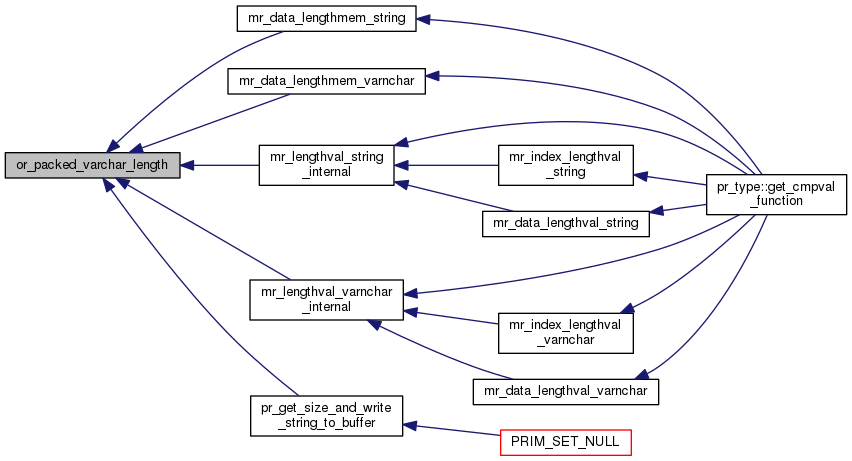 mr_data_lengthmem_string
mr_data_lengthmem_varnchar
or_packed_varchar_length
mr_lengthval_string
_internal
mr_index_lengthval
_string
pr_type::get_cmpval
_function
mr_data_lengthval_string
mr_lengthval_varnchar
_internal
mr_index_lengthval
_varnchar
mr_data_lengthval_varnchar
pr_get_size_and_write
_string_to_buffer
PRIM_SET_NULL